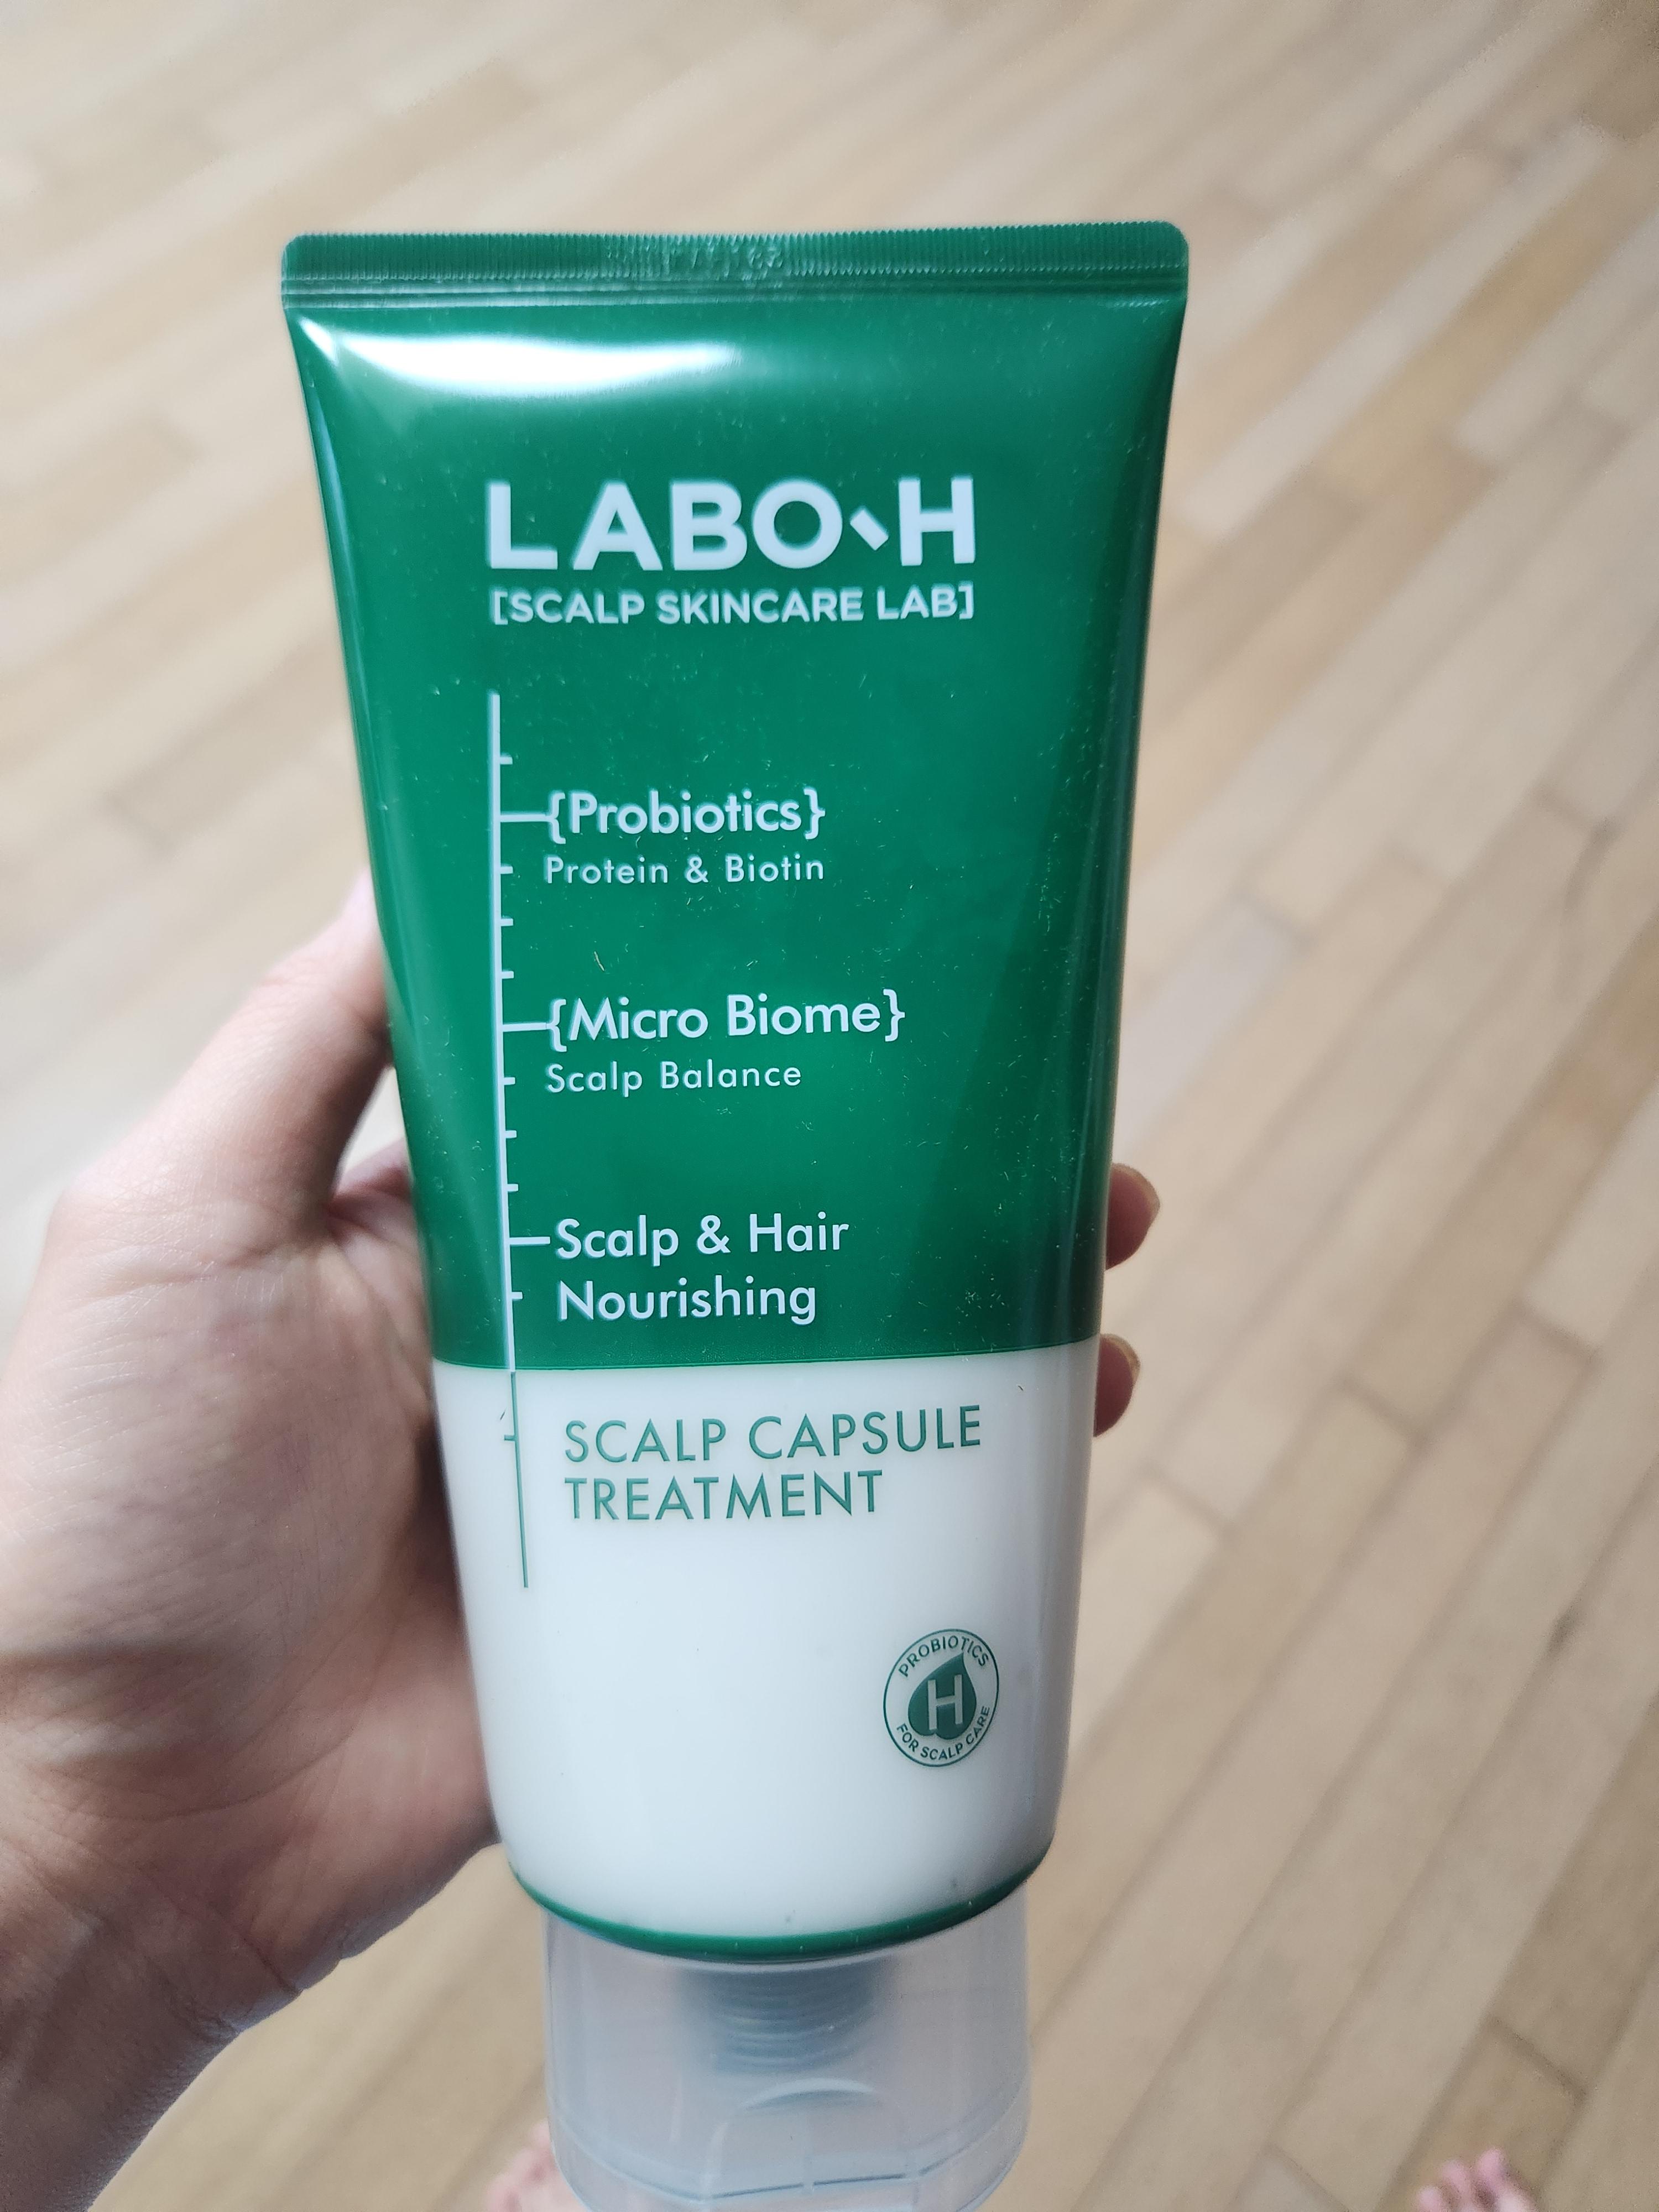 LABO-H
[SCALP SKINCARE LAB]
{Probiotics}
Protein & Biotin
{Micro Biome}
Scalp Balance
Scalp & Hair
Nourishing
SCALP CAPSULE
TREATMENT
PROBIOTICS
H
FOR SCALP CARE